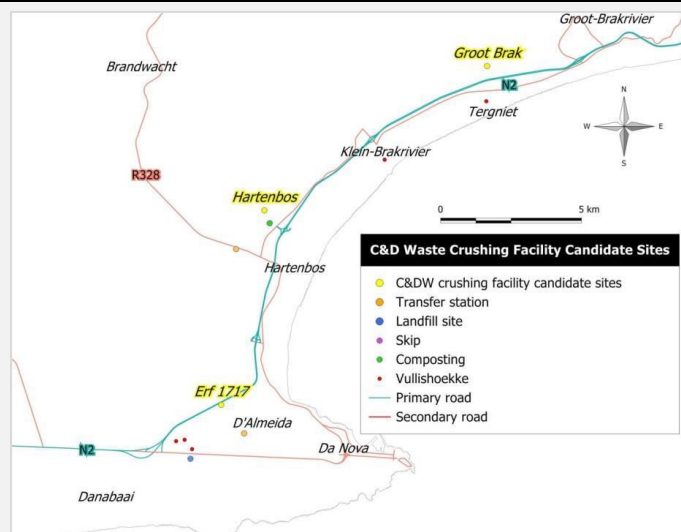 Groot-Brakrivier
Groot Brak
Brandwacht
N2
Tergniet
N
W E
S
Klein-Brakrivier
R328
Hartenbos
0 5 km
Hartenbos
C&D Waste Crushing Facility Candidate Sites
C&DW crushing facility candidate sites
Transfer station
Landfill site
Skip
Composting
Vullishoekke
Primary road
Secondary road
Erf 1717
D'Almeida
Da Nova
N2
Danabaai